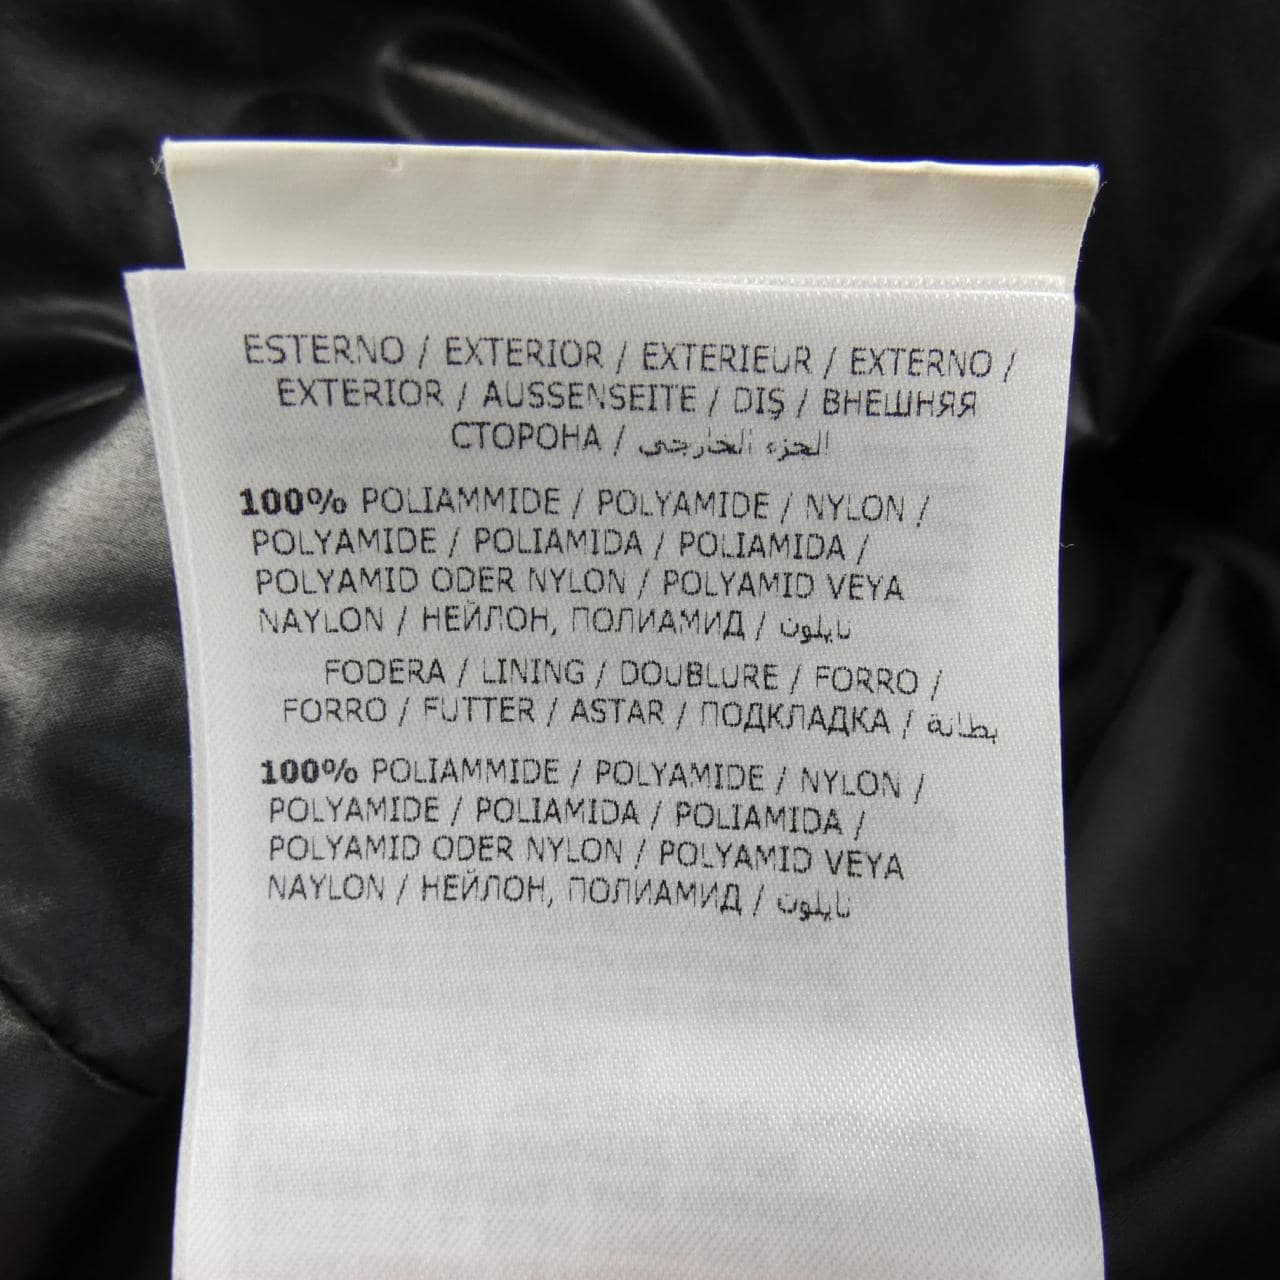 ESTERNO / EXTERIOR / EXTERIEUR / EXTERNO /
EXTERIOR / AUSSENSEITE / DIŞ / ВНЕШНЯЯ
СТОРОНА / الجزء الخارجي
100% POLIAMMIDE / POLYAMIDE / NYLON /
POLYAMIDE / POLIAMIDA / POLIAMIDA /
POLYAMID ODER NYLON / POLYAMID VEYA
NAYLON / НЕЙЛОН, ПОЛИАМИД / نايلون
FODERA / LINING / DOUBLURE / FORRO /
FORRO / FUTTER / ASTAR / ПОДКЛАДКА / بطانة
100% POLIAMMIDE / POLYAMIDE / NYLON /
POLYAMIDE / POLIAMIDA / POLIAMIDA /
POLYAMID ODER NYLON / POLYAMID VEYA
NAYLON / НЕЙЛОН, ПОЛИАМИД / نايلون